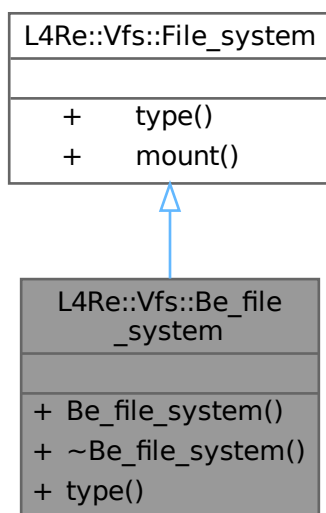 L4Re::Vfs::File_system
+ type()
+ mount()
L4Re::Vfs::Be_file
_system
+ Be_file_system()
+ ~Be_file_system()
+ type()